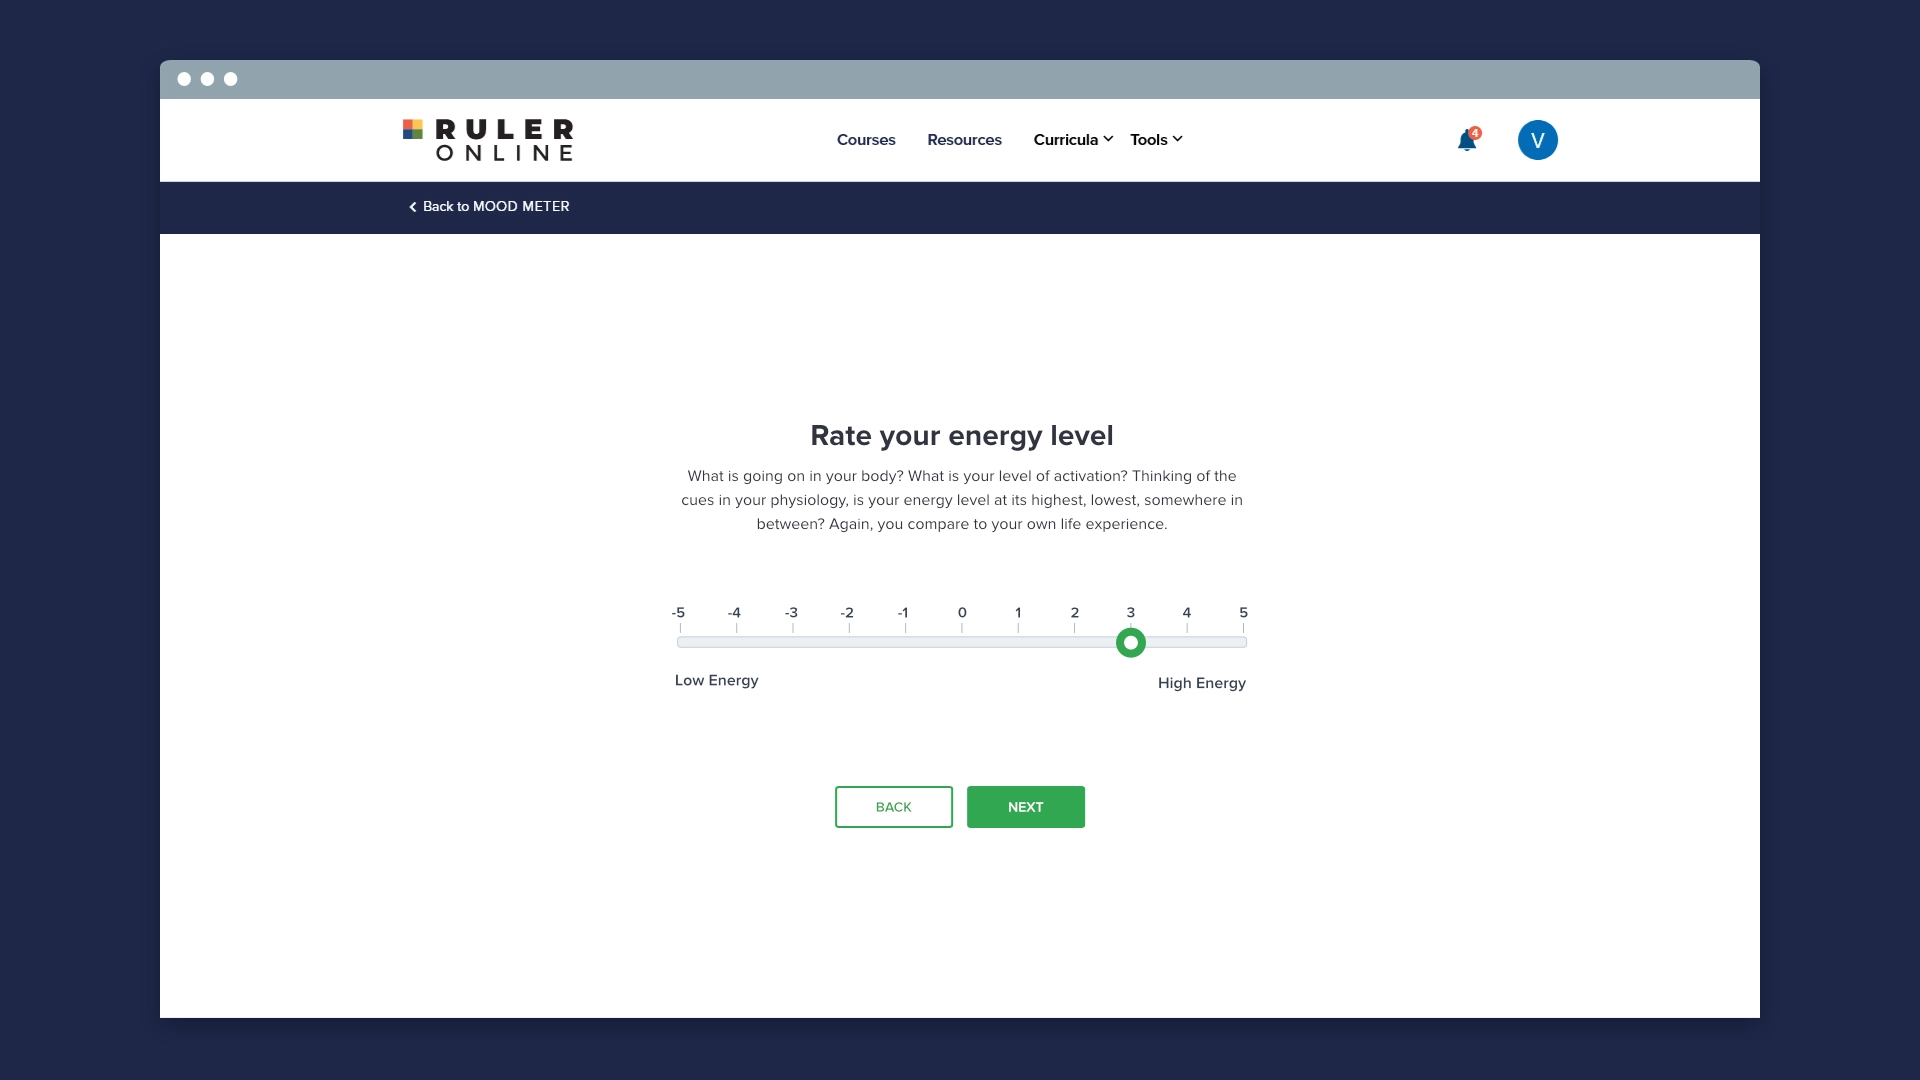 RULER
ONLINE
Courses Resources Curricula Tools
4
V
Back to MOOD METER
Rate your energy level
What is going on in your body? What is your level of activation? Thinking of the
cues in your physiology, is your energy level at its highest, lowest, somewhere in
between? Again, you compare to your own life experience.
-5 -4 -3 -2 -1 0 1 2 3 4 5
Low Energy High Energy
BACK NEXT